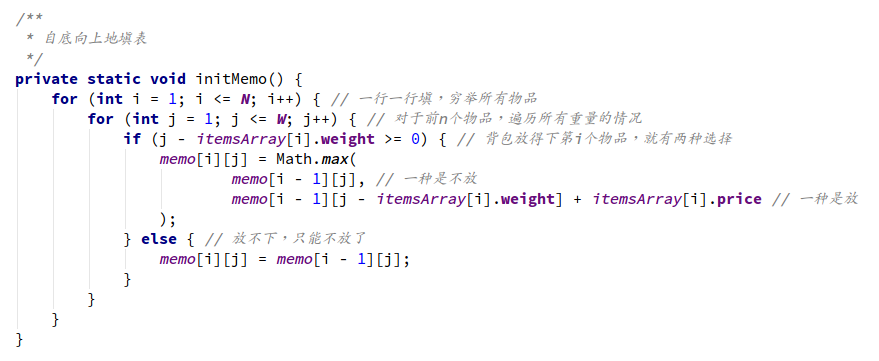 /**
 * 自底向上地填表
 */
private static void initMemo() {
    for (int i = 1; i <= N; i++) { // 一行一行填，穷举所有物品
        for (int j = 1; j <= W; j++) { // 对于前n个物品，遍历所有重量的情况
            if (j - itemsArray[i].weight >= 0) { // 背包放得下第i个物品，就有两种选择
                memo[i][j] = Math.max(
                        memo[i - 1][j], // 一种是不放
                        memo[i - 1][j - itemsArray[i].weight] + itemsArray[i].price // 一种是放
                );
            } else { // 放不下，只能不放了
                memo[i][j] = memo[i - 1][j];
            }
        }
    }
}